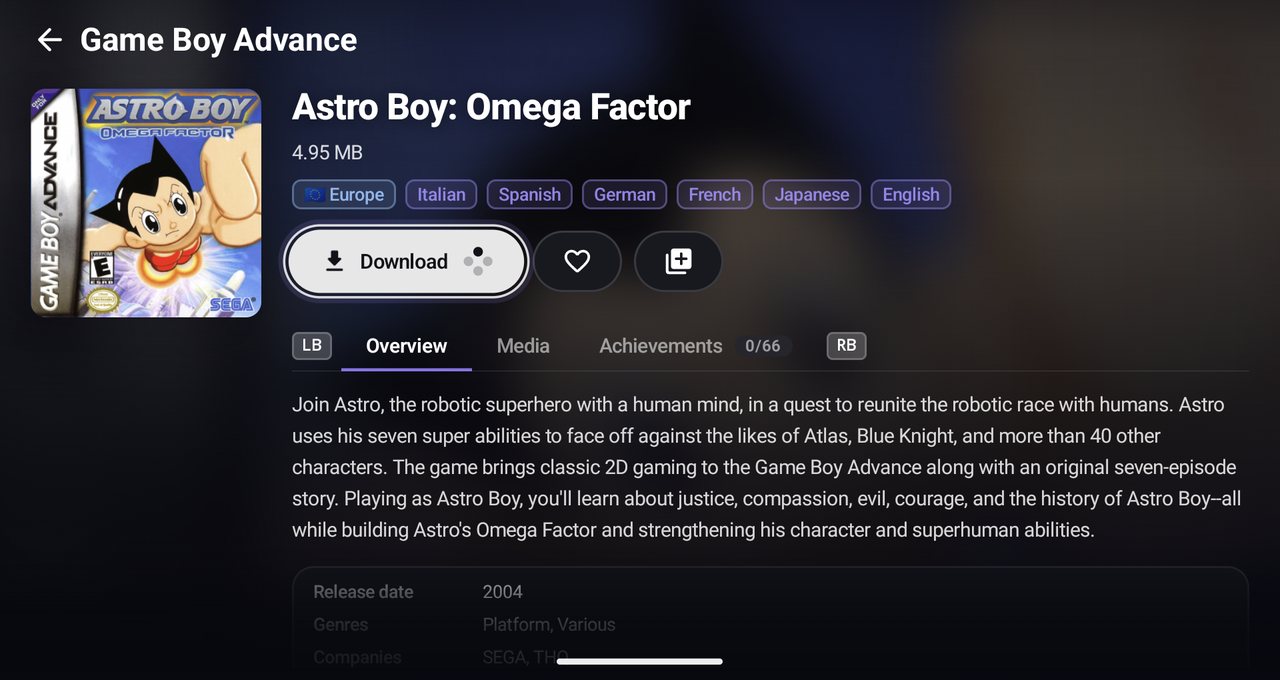 Game Boy Advance
ONLY FOR
GAME BOY ADVANCE
ASTRO BOY
OMEGA FACTOR
EVERYONE
E
ESRB
SEGA
Astro Boy: Omega Factor
4.95 MB
Europe Italian Spanish German French Japanese English
Download
LB Overview Media Achievements 0/66 RB
Join Astro, the robotic superhero with a human mind, in a quest to reunite the robotic race with humans. Astro
uses his seven super abilities to face off against the likes of Atlas, Blue Knight, and more than 40 other
characters. The game brings classic 2D gaming to the Game Boy Advance along with an original seven-episode
story. Playing as Astro Boy, you'll learn about justice, compassion, evil, courage, and the history of Astro Boy--all
while building Astro's Omega Factor and strengthening his character and superhuman abilities.
Release date 2004
Genres Platform, Various
Companies SEGA, THQ